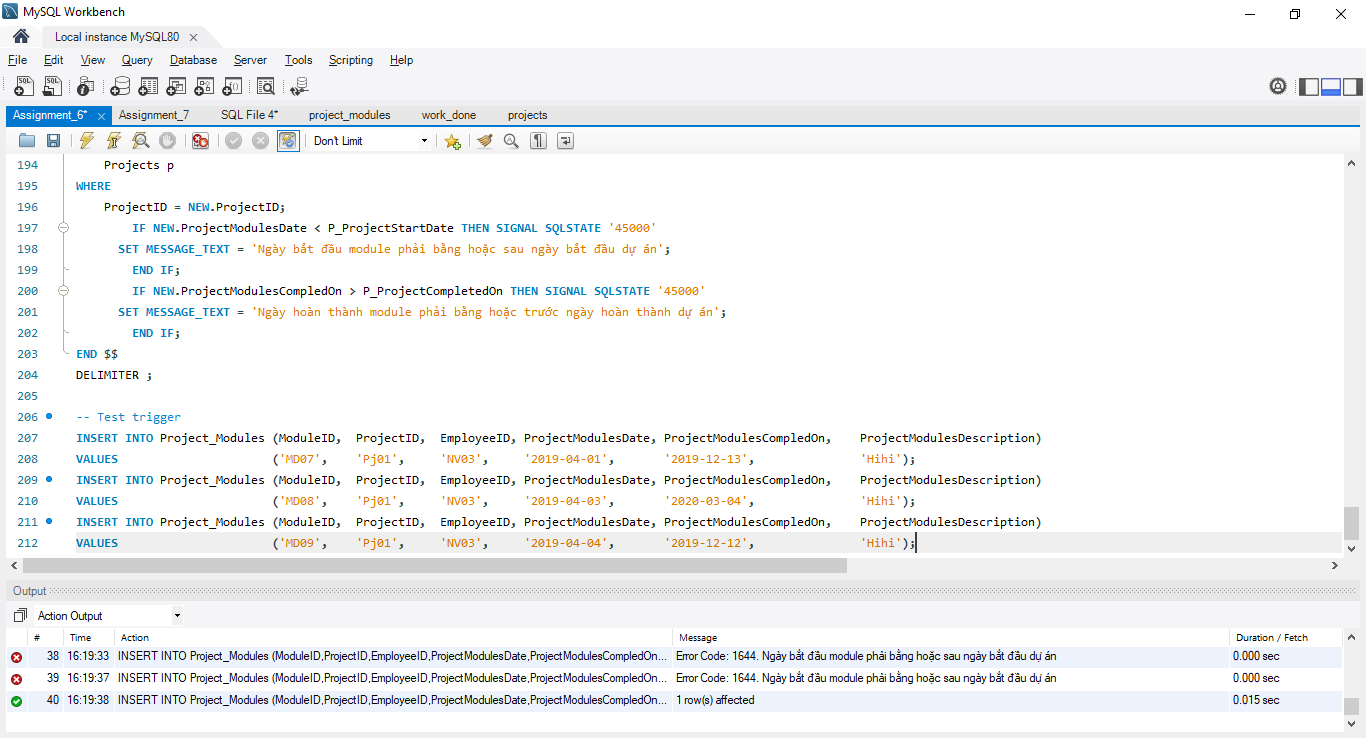 MySQL Workbench
Local instance MySQL80
File Edit View Query Database Server Tools Scripting Help
Assignment_6* Assignment_7 SQL File 4* project_modules work_done projects
Don't Limit
194 Projects p
195 WHERE
196 ProjectID = NEW.ProjectID;
197 IF NEW.ProjectModulesDate < P_ProjectStartDate THEN SIGNAL SQLSTATE '45000'
198 SET MESSAGE_TEXT = 'Ngày bắt đầu module phải bằng hoặc sau ngày bắt đầu dự án';
199 END IF;
200 IF NEW.ProjectModulesCompledOn > P_ProjectCompletedOn THEN SIGNAL SQLSTATE '45000'
201 SET MESSAGE_TEXT = 'Ngày hoàn thành module phải bằng hoặc trước ngày hoàn thành dự án';
202 END IF;
203 END $$
204 DELIMITER ;
205
206 -- Test trigger
207 INSERT INTO Project_Modules (ModuleID, ProjectID, EmployeeID, ProjectModulesDate, ProjectModulesCompledOn, ProjectModulesDescription)
208 VALUES ('MD07', 'Pj01', 'NV03', '2019-04-01', '2019-12-13', 'Hihi');
209 INSERT INTO Project_Modules (ModuleID, ProjectID, EmployeeID, ProjectModulesDate, ProjectModulesCompledOn, ProjectModulesDescription)
210 VALUES ('MD08', 'Pj01', 'NV03', '2019-04-03', '2020-03-04', 'Hihi');
211 INSERT INTO Project_Modules (ModuleID, ProjectID, EmployeeID, ProjectModulesDate, ProjectModulesCompledOn, ProjectModulesDescription)
212 VALUES ('MD09', 'Pj01', 'NV03', '2019-04-04', '2019-12-12', 'Hihi');
Output
Action Output
# Time Action Message Duration / Fetch
38 16:19:33 INSERT INTO Project_Modules (ModuleID,ProjectID,EmployeeID,ProjectModulesDate,ProjectModulesCompledOn... Error Code: 1644. Ngày bắt đầu module phải bằng hoặc sau ngày bắt đầu dự án 0.000 sec
39 16:19:37 INSERT INTO Project_Modules (ModuleID,ProjectID,EmployeeID,ProjectModulesDate,ProjectModulesCompledOn... Error Code: 1644. Ngày bắt đầu module phải bằng hoặc sau ngày bắt đầu dự án 0.000 sec
40 16:19:38 INSERT INTO Project_Modules (ModuleID,ProjectID,EmployeeID,ProjectModulesDate,ProjectModulesCompledOn... 1 row(s) affected 0.015 sec